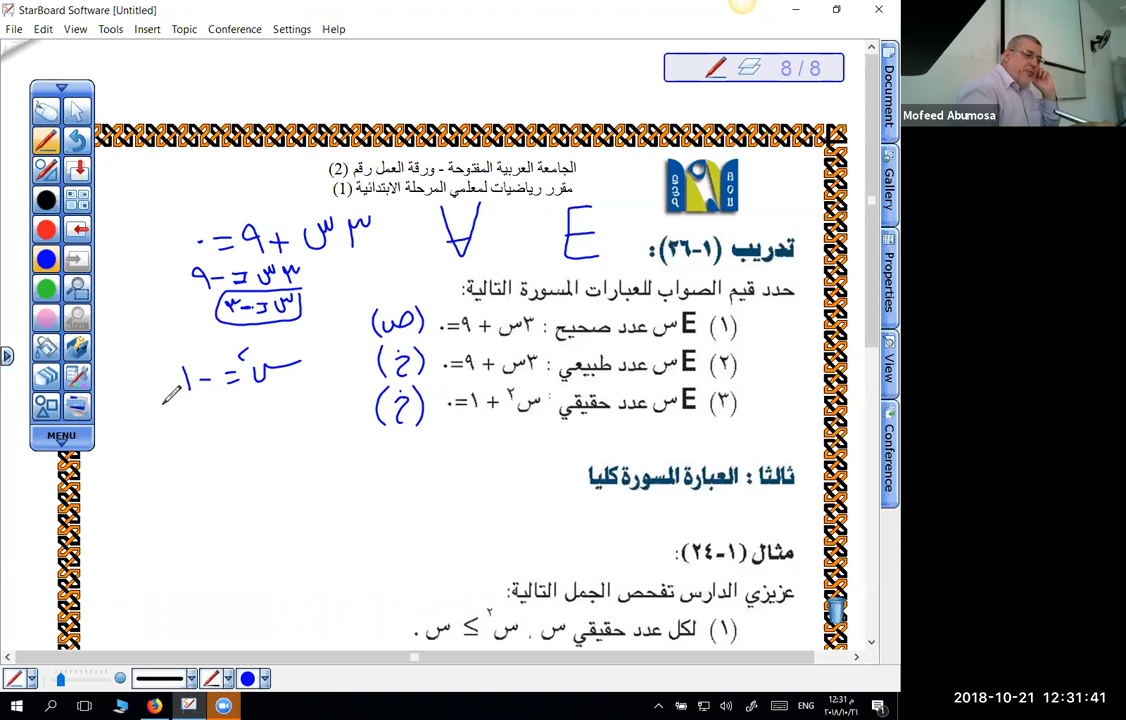 StarBoard Software [Untitled]
File Edit View Tools Insert Topic Conference Settings Help
8 / 8
Mofeed Abumosa
الجامعة العربية المفتوحة - ورقة العمل رقم (2)
مقرر رياضيات لمعلمي المرحلة الابتدائية (1)
A O U
E ∀
٣س + ٩ = ٠
٣س = -٩
س = -٣
س٢ = -١
تدريب (١-٢٦):
حدد قيم الصواب للعبارات المسورة التالية:
(١) E س عدد صحيح : ٣س + ٩ =٠ (ص)
(٢) E س عدد طبيعي : ٣س + ٩ =٠ (خ)
(٣) E س عدد حقيقي : س٢ + ١ =٠ (خ)
ثالثا : العبارة المسورة كليا
مثال (١-٢٤):
عزيزي الدارس تفحص الجمل التالية:
(١) لكل عدد حقيقي س , س٢ ≥ س .
MENU
Document
Gallery
Properties
View
Conference
ENG
12:31 م
٢٠١٨/١٠/٢١
2018-10-21 12:31:41